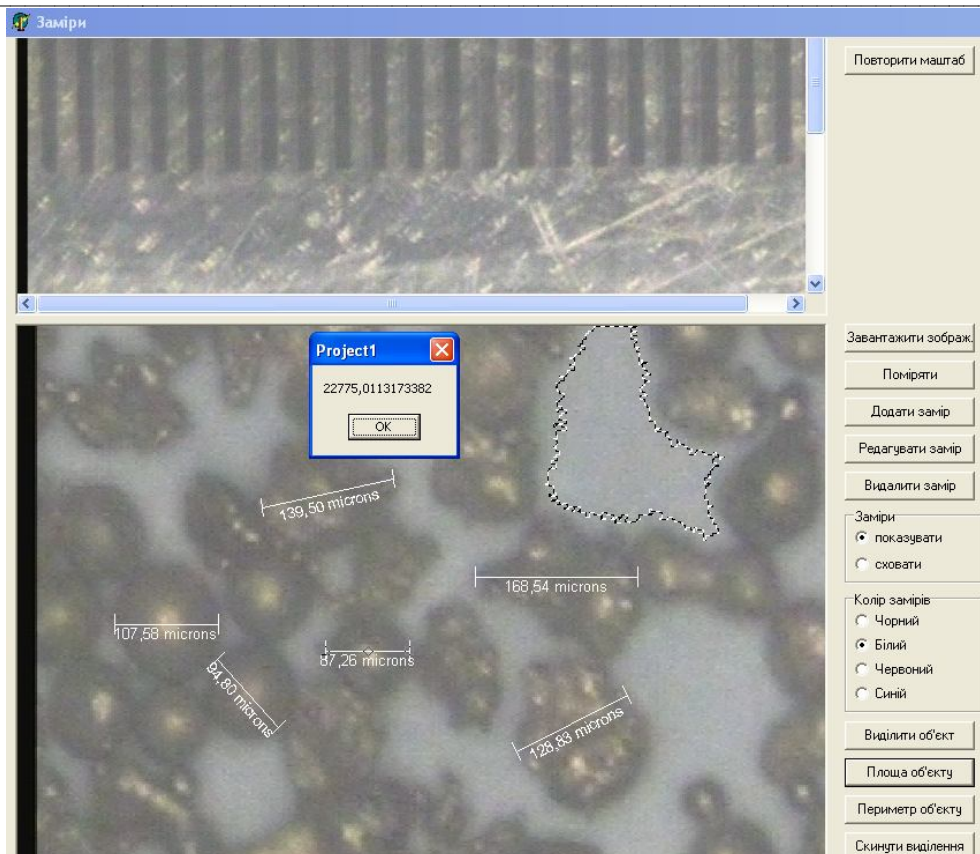 Заміри
Повторити маштаб
Project1
22775,0113173382
OK
139,50 microns
168,54 microns
107,58 microns
87,26 microns
94,80 microns
128,83 microns
Завантажити зображ.
Поміряти
Додати замір
Редагувати замір
Видалити замір
Заміри
показувати
сховати
Колір замірів
Чорний
Білий
Червоний
Синій
Виділити об'єкт
Площа об'єкту
Периметр об'єкту
Скинути виділення